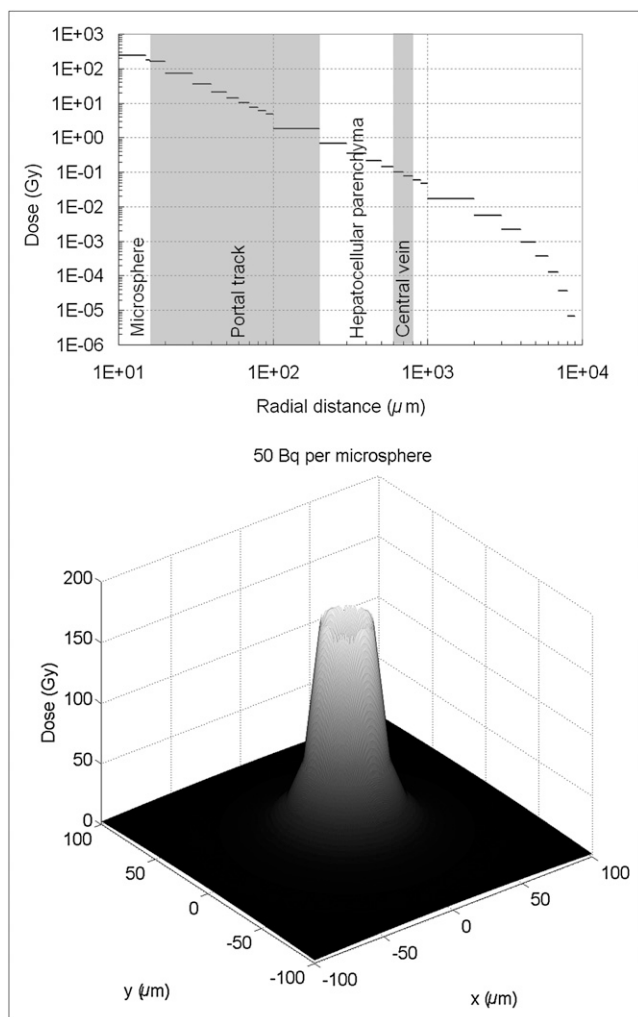 1E+03
1E+02
1E+01
1E+00
1E-01
1E-02
1E-03
1E-04
1E-05
1E-06
Dose (Gy)
Microsphere
Portal track
Hepatocellular parenchyma
Central vein
1E+01 1E+02 1E+03 1E+04
Radial distance (μm)
50 Bq per microsphere
200
150
100
50
0
Dose (Gy)
100
50
0
-50
-100
y (μm)
-100
-50
0
50
100
x (μm)